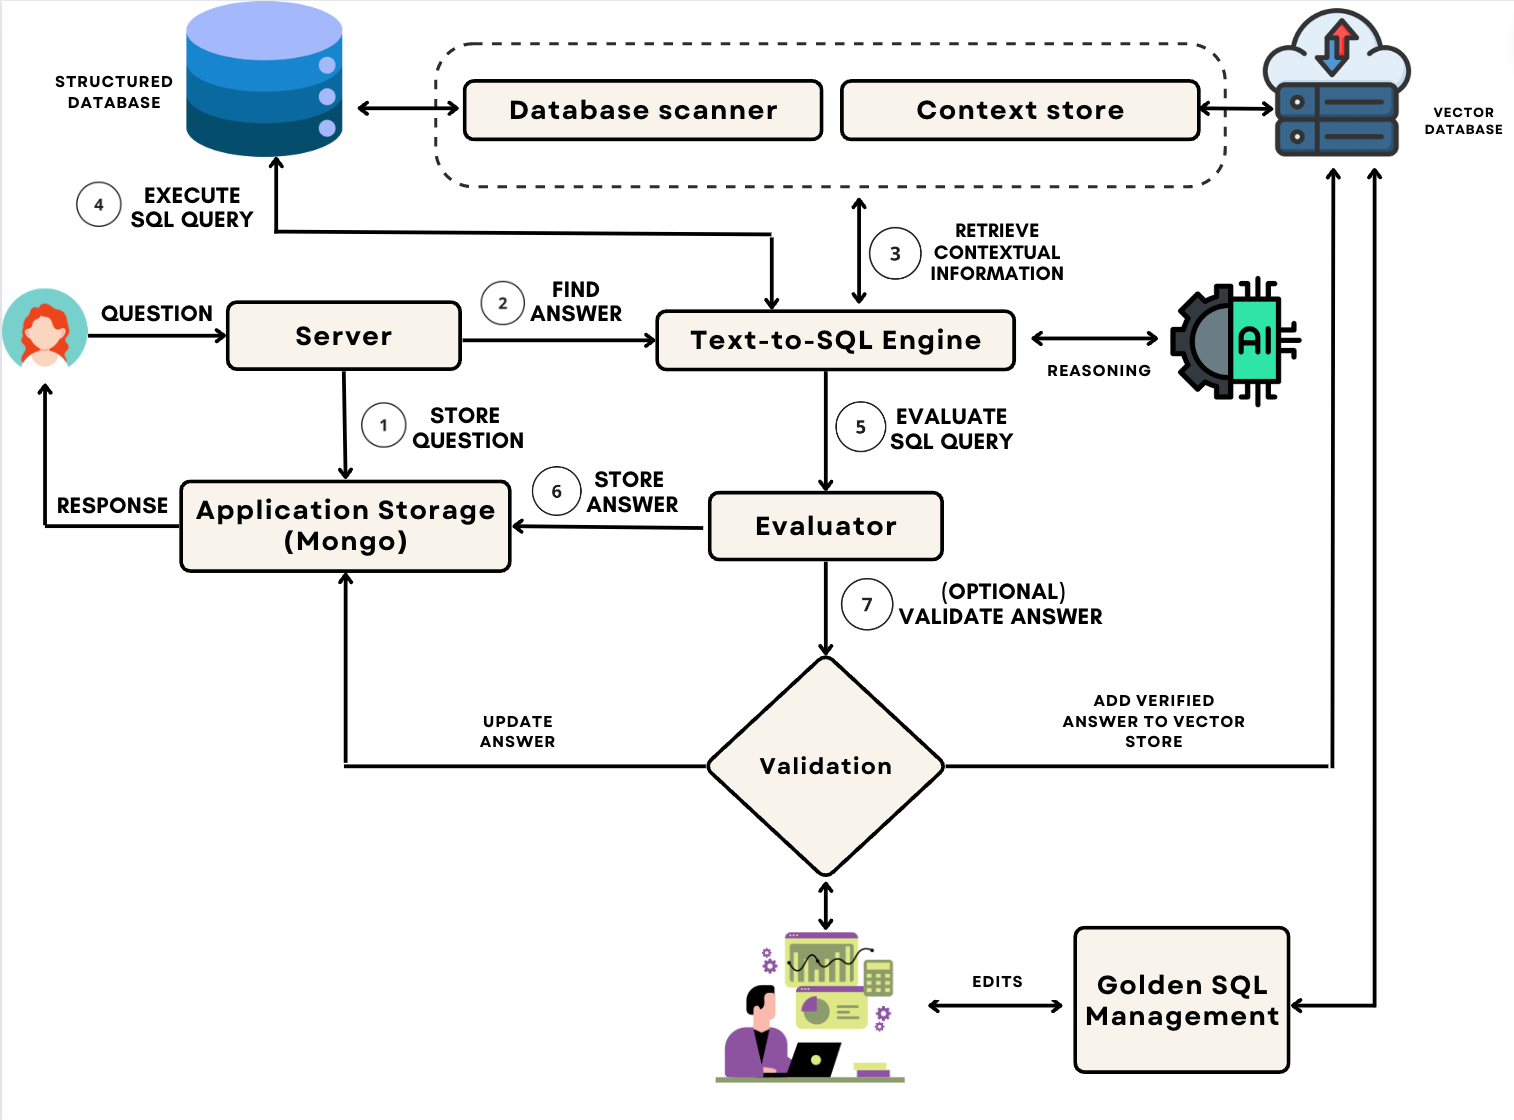 STRUCTURED
DATABASE
Database scanner
Context store
VECTOR
DATABASE
4
EXECUTE
SQL QUERY
3
RETRIEVE
CONTEXTUAL
INFORMATION
QUESTION
Server
2
FIND
ANSWER
Text-to-SQL Engine
REASONING
AI
1
STORE
QUESTION
5
EVALUATE
SQL QUERY
RESPONSE
Application Storage
(Mongo)
6
STORE
ANSWER
Evaluator
7
(OPTIONAL)
VALIDATE ANSWER
UPDATE
ANSWER
Validation
ADD VERIFIED
ANSWER TO VECTOR
STORE
EDITS
Golden SQL
Management